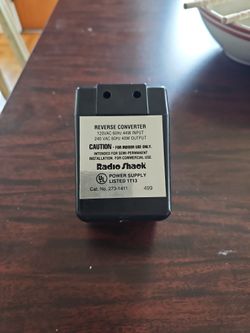 REVERSE CONVERTER
120VAC 60Hz 44W INPUT
240 VAC 60Hz 40W OUTPUT
CAUTION - FOR INDOOR USE ONLY.
INTENDED FOR SEMI-PERMANENT
INSTALLATION, FOR COMMERCIAL USE.
Radio Shack
UL POWER SUPPLY
LISTED 1T13
Cat. No. 273-1411 499